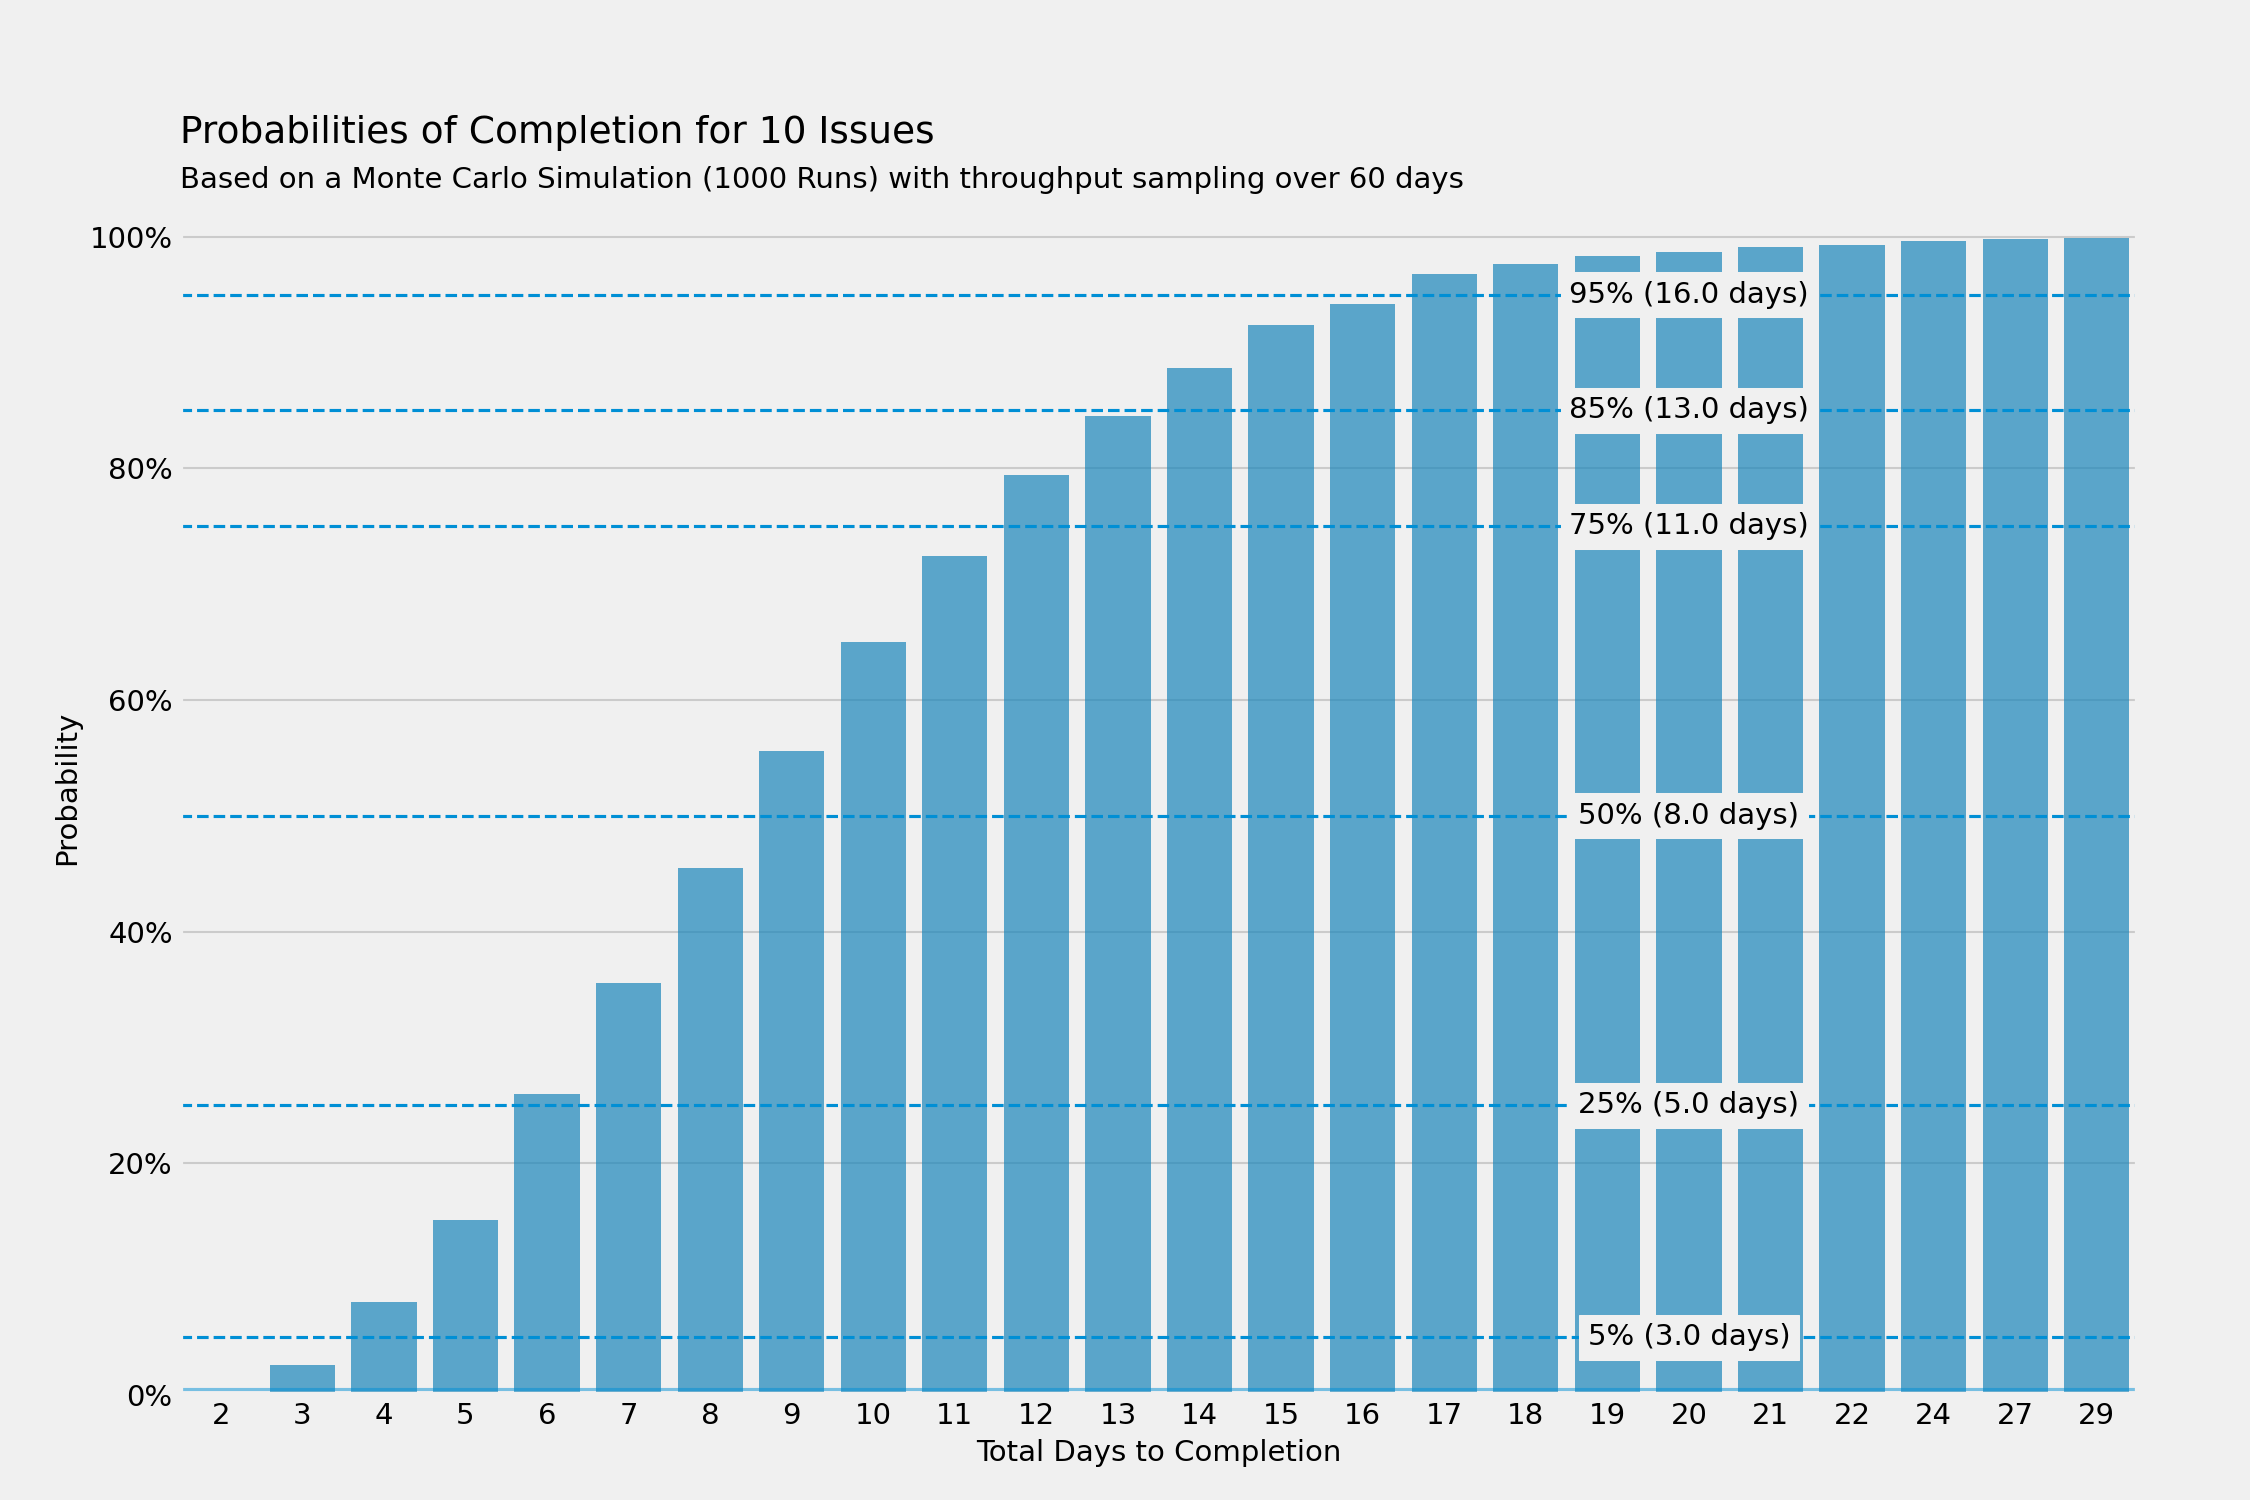 Probabilities of Completion for 10 Issues
Based on a Monte Carlo Simulation (1000 Runs) with throughput sampling over 60 days
100%
95% (16.0 days)
85% (13.0 days)
80%
75% (11.0 days)
60%
Probability
50% (8.0 days)
40%
25% (5.0 days)
20%
5% (3.0 days)
0%
2 3 4 5 6 7 8 9 10 11 12 13 14 15 16 17 18 19 20 21 22 24 27 29
Total Days to Completion